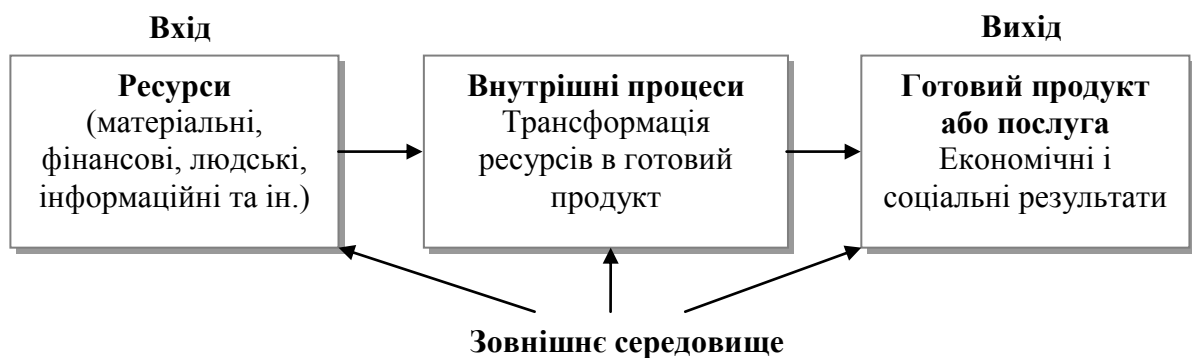 Вхід
Вихід
Ресурси
(матеріальні,
фінансові, людські,
інформаційні та ін.)
Внутрішні процеси
Трансформація
ресурсів в готовий
продукт
Готовий продукт
або послуга
Економічні і
соціальні результати
Зовнішнє середовище